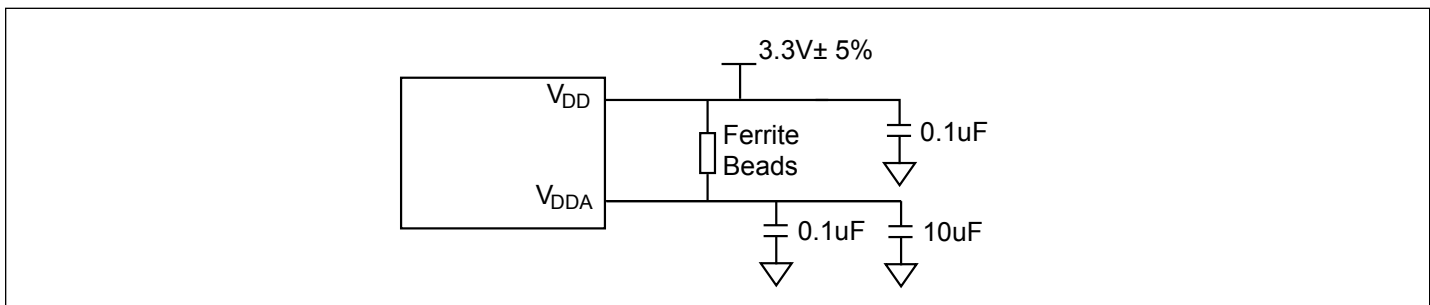 3.3V± 5%
VDD
Ferrite
Beads
0.1uF
VDDA
0.1uF
10uF